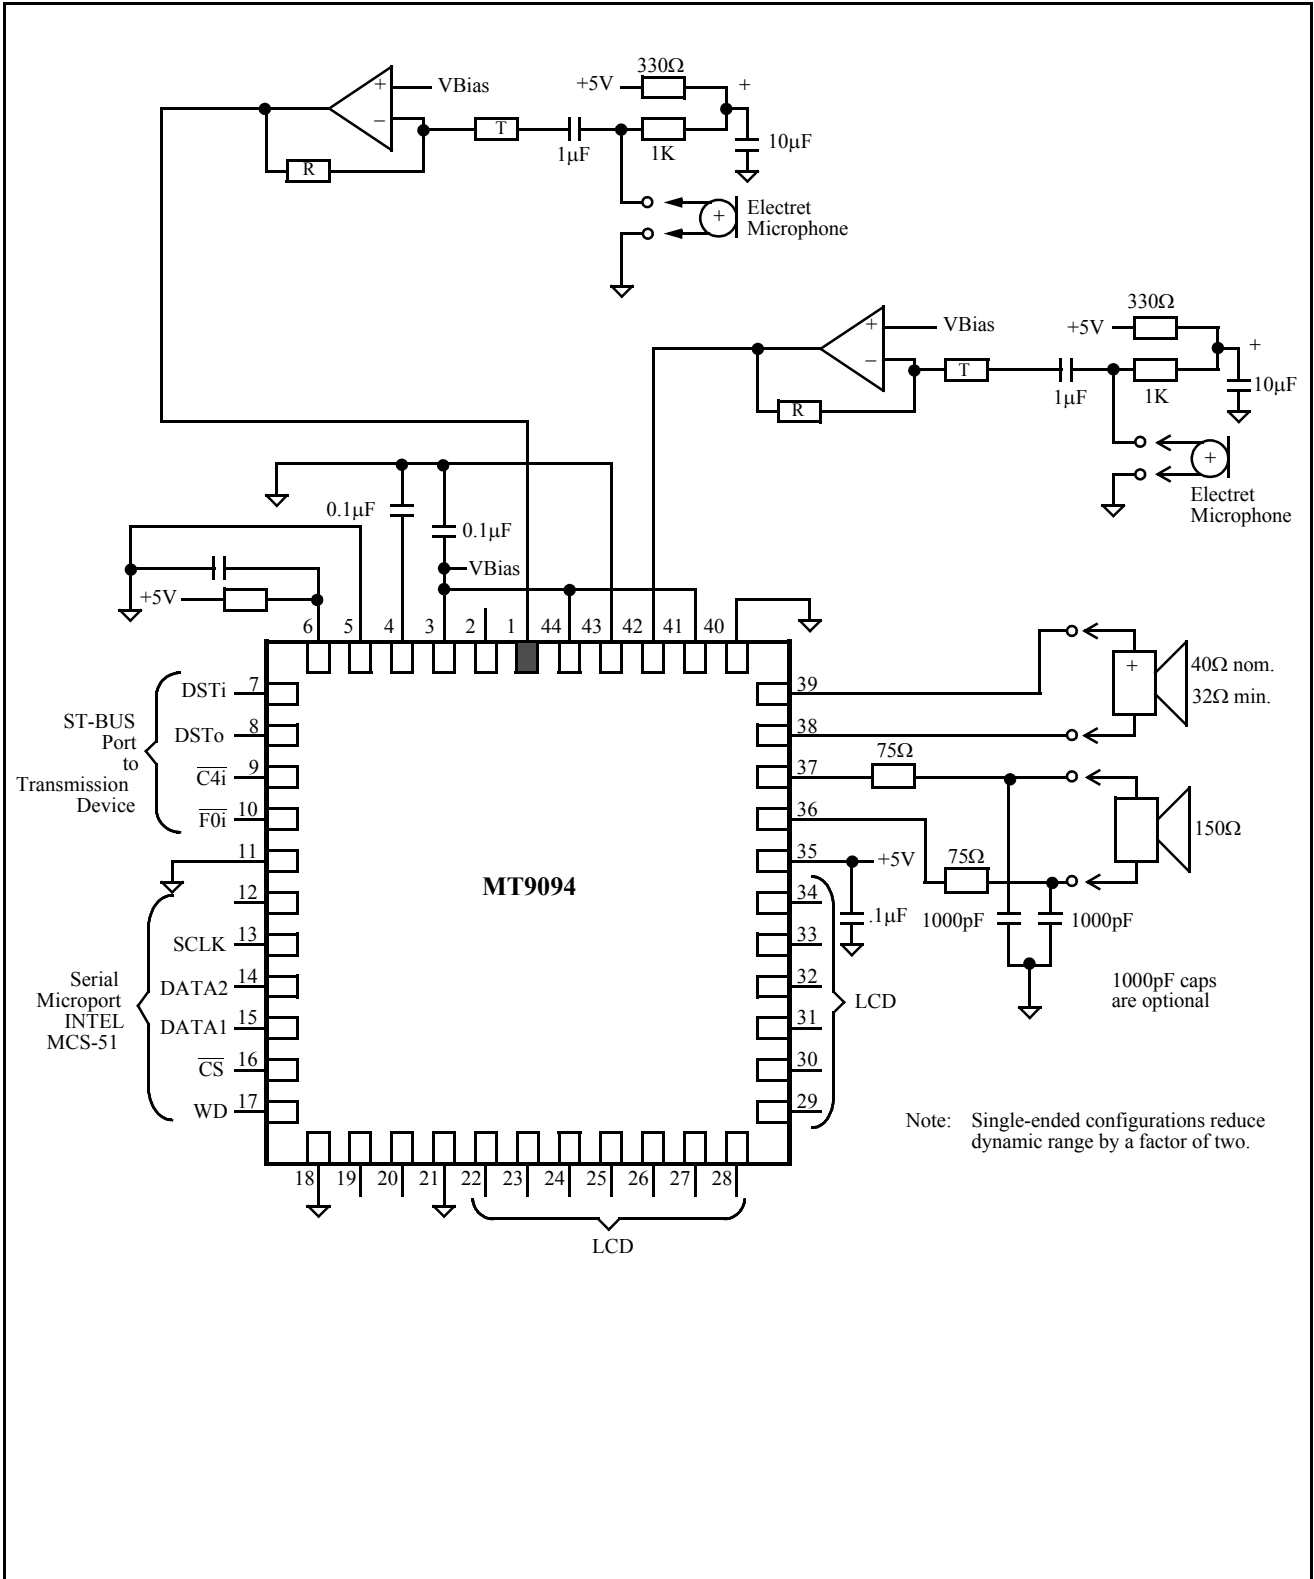 330Ω
+5V
+
+
VBias
−
T
1µF
1K
10µF
R
+
Electret
Microphone
330Ω
+5V
+
+
VBias
−
T
1µF
1K
10µF
R
+
Electret
Microphone
0.1µF
0.1µF
VBias
+5V
6 5 4 3 2 1 44 43 42 41 40
ST-BUS
Port
to
Transmission
Device
DSTi 7
DSTo 8
C̅4̅i̅ 9
F̅0̅i̅ 10
11
12
Serial
Microport
INTEL
MCS-51
SCLK 13
DATA2 14
DATA1 15
C̅S̅ 16
WD 17
MT9094
39
38
37
36
35
34
33
32
31
30
29
+
40Ω nom.
32Ω min.
75Ω
150Ω
75Ω
+5V
.1µF
1000pF
1000pF
LCD
1000pF caps
are optional
Note: Single-ended configurations reduce
dynamic range by a factor of two.
18 19 20 21 22 23 24 25 26 27 28
LCD